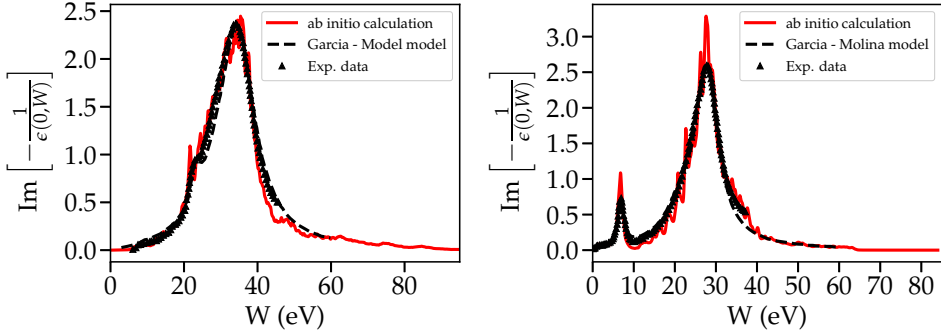 2.5
2.0
1.5
1.0
0.5
0.0
Im [ − 1/ϵ(0,W) ]
0 20 40 60 80
W (eV)
ab initio calculation
Garcia - Model model
Exp. data
3.0
2.5
2.0
1.5
1.0
0.5
0.0
Im [ − 1/ϵ(0,W) ]
0 10 20 30 40 50 60 70 80
W (eV)
ab initio calculation
Garcia - Molina model
Exp. data